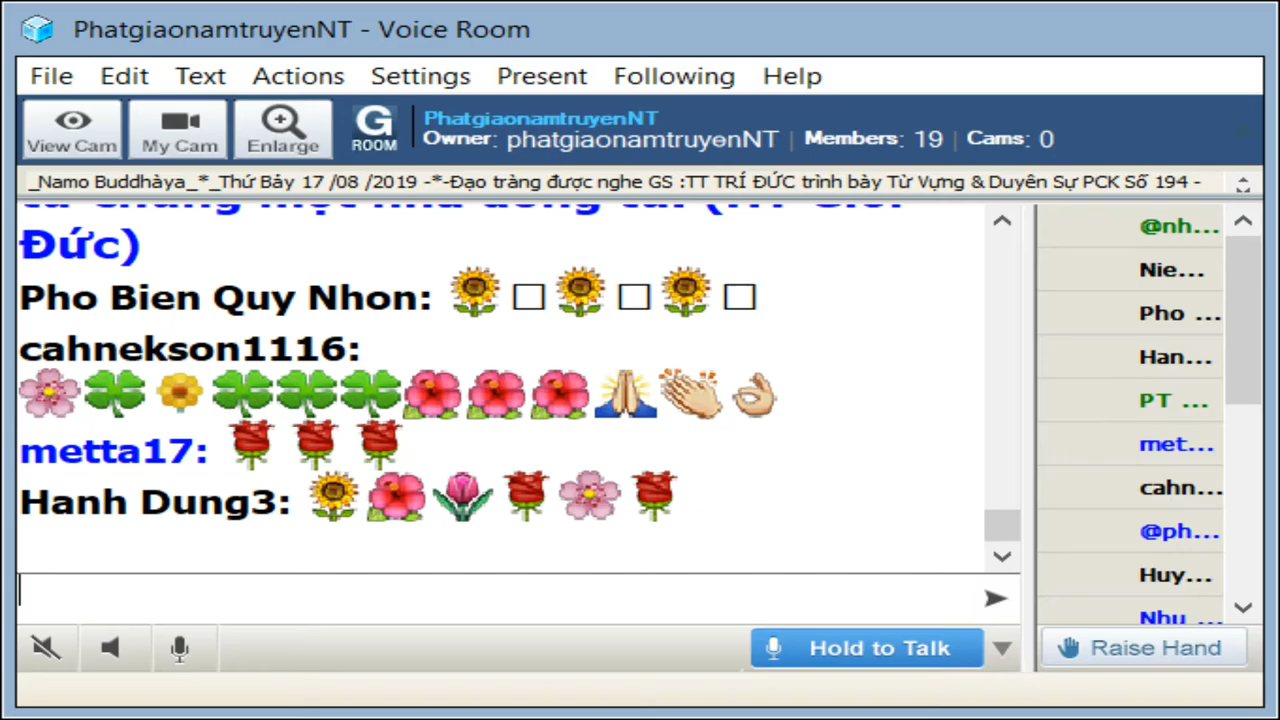 PhatgiaonamtruyenNT - Voice Room
File Edit Text Actions Settings Present Following Help
View Cam My Cam Enlarge G ROOM
PhatgiaonamtruyenNT
Owner: phatgiaonamtruyenNT | Members: 19 | Cams: 0
_Namo Buddhàya_*_Thứ Bảy 17 /08 /2019 -*-Đạo tràng được nghe GS :TT TRÍ ĐỨC trình bày Từ Vựng & Duyên Sự PCK Số 194 -
Đức)
Pho Bien Quy Nhon: 🌻□🌻□🌻□
cahnekson1116:
🌸🍀🌼🍀🍀🍀🌺🌺🌺🙏👏👌
metta17: 🌹🌹🌹
Hanh Dung3: 🌻🌺🌷🌹🌸🌹
@nh...
Nie...
Pho ...
Han...
PT ...
met...
cahn...
@ph...
Huy...
Nhu ...
Hold to Talk
Raise Hand